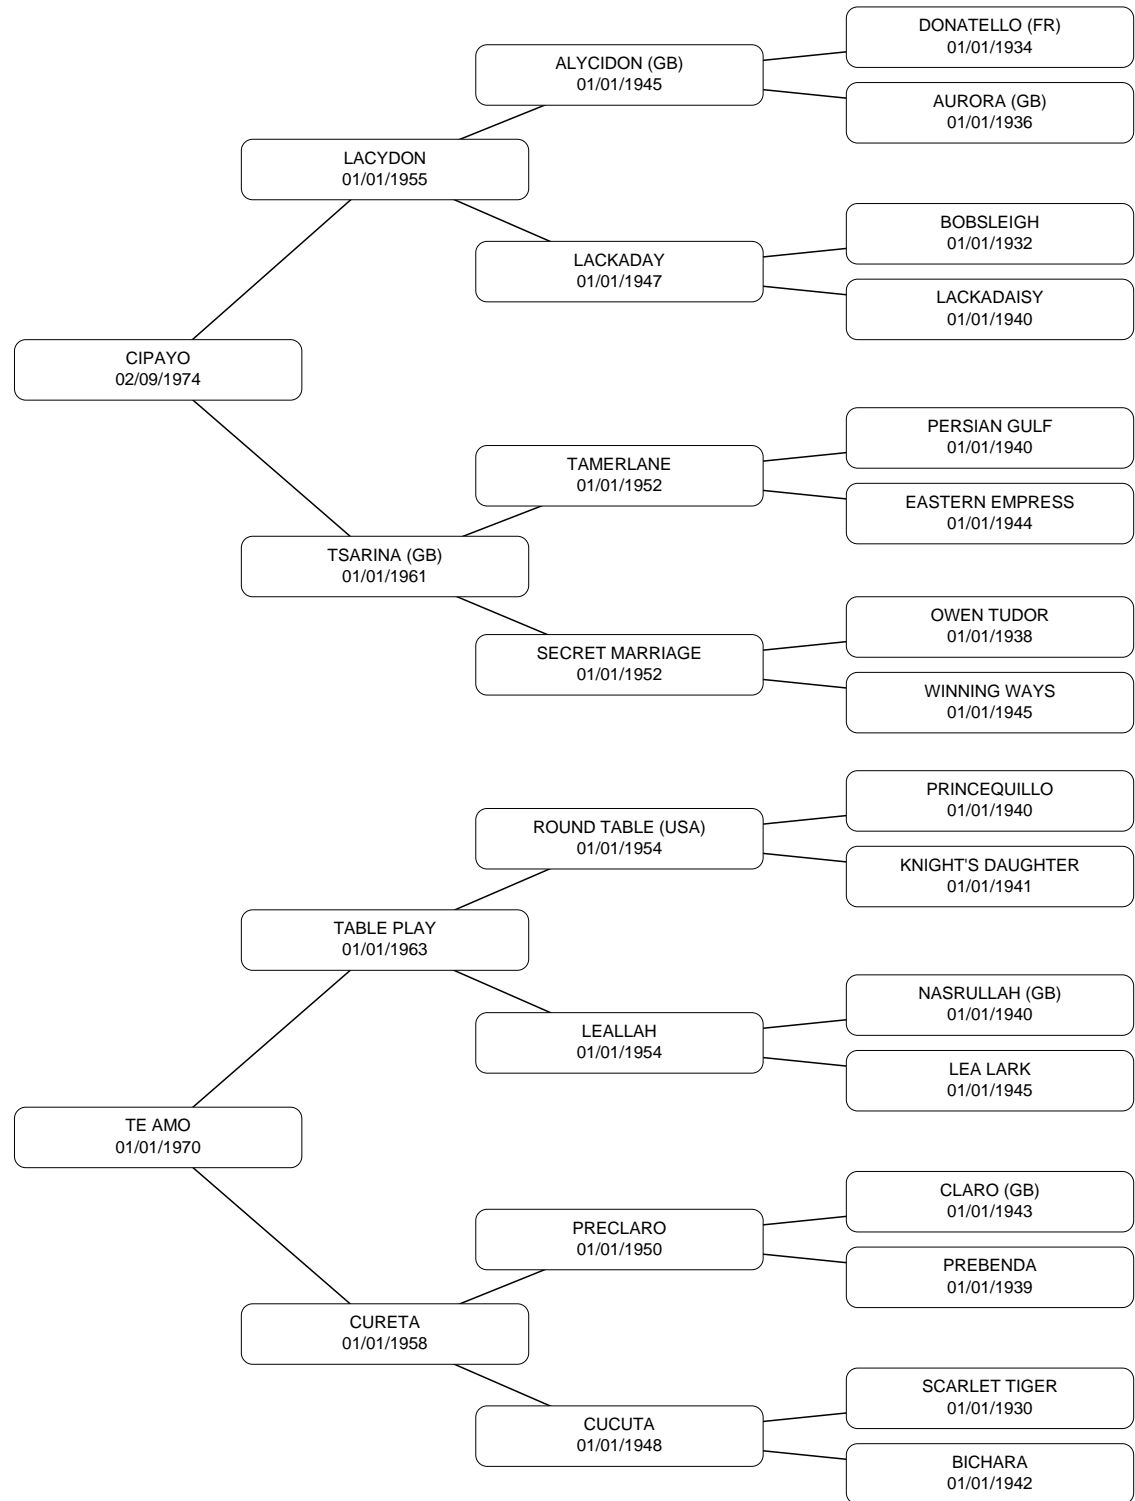 DONATELLO (FR)
01/01/1934
ALYCIDON (GB)
01/01/1945
AURORA (GB)
01/01/1936
LACYDON
01/01/1955
BOBSLEIGH
01/01/1932
LACKADAY
01/01/1947
LACKADAISY
01/01/1940
CIPAYO
02/09/1974
PERSIAN GULF
01/01/1940
TAMERLANE
01/01/1952
EASTERN EMPRESS
01/01/1944
TSARINA (GB)
01/01/1961
OWEN TUDOR
01/01/1938
SECRET MARRIAGE
01/01/1952
WINNING WAYS
01/01/1945
PRINCEQUILLO
01/01/1940
ROUND TABLE (USA)
01/01/1954
KNIGHT'S DAUGHTER
01/01/1941
TABLE PLAY
01/01/1963
NASRULLAH (GB)
01/01/1940
LEALLAH
01/01/1954
LEA LARK
01/01/1945
TE AMO
01/01/1970
CLARO (GB)
01/01/1943
PRECLARO
01/01/1950
PREBENDA
01/01/1939
CURETA
01/01/1958
SCARLET TIGER
01/01/1930
CUCUTA
01/01/1948
BICHARA
01/01/1942